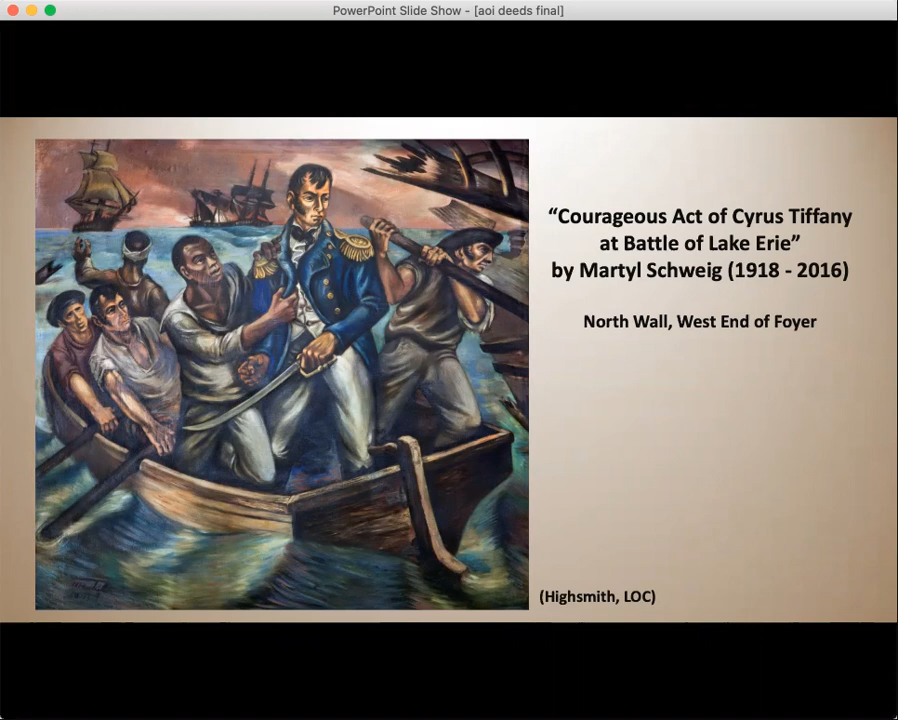 PowerPoint Slide Show - [aoi deeds final]
“Courageous Act of Cyrus Tiffany
at Battle of Lake Erie”
by Martyl Schweig (1918 - 2016)
North Wall, West End of Foyer
(Highsmith, LOC)